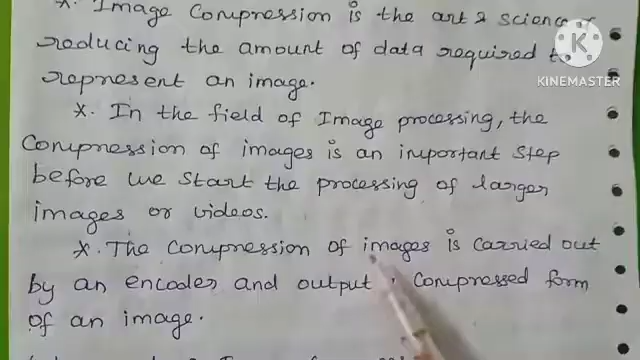 *. Image Compression is the art & science
reducing the amount of data required
represent an image.
*. In the field of Image processing, the
Compression of images is an important step
before we start the processing of larger
images or videos.
*. The compression of images is carried out
by an encoder and output compressed form
of an image.
K
KINEMASTER